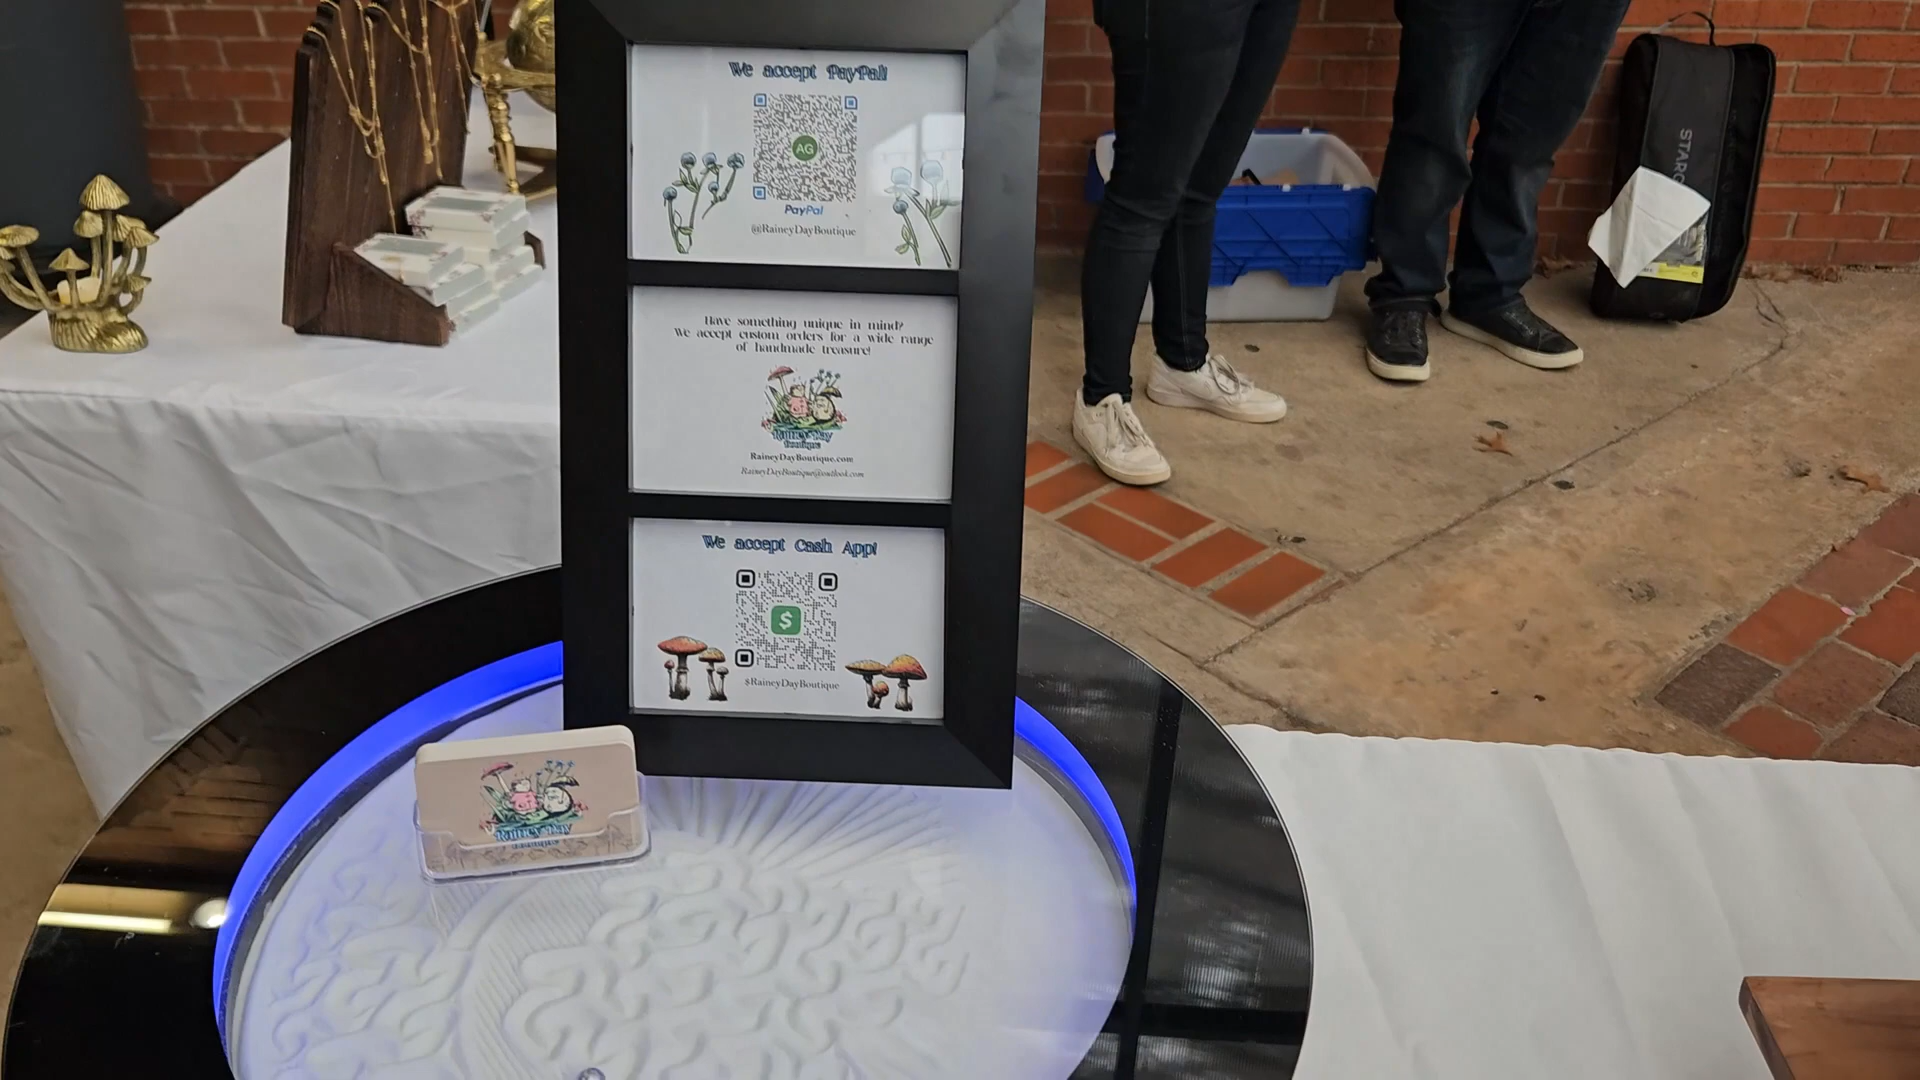 We accept PayPal!
AG
PayPal
@RaineyDayBoutique
Have something unique in mind?
We accept custom orders for a wide range
of handmade treasure!
Rainey Day
Boutique
RaineyDayBoutique.com
RaineyDayBoutique@outlook.com
We accept Cash App!
$
$RaineyDayBoutique
Rainey Day
Boutique